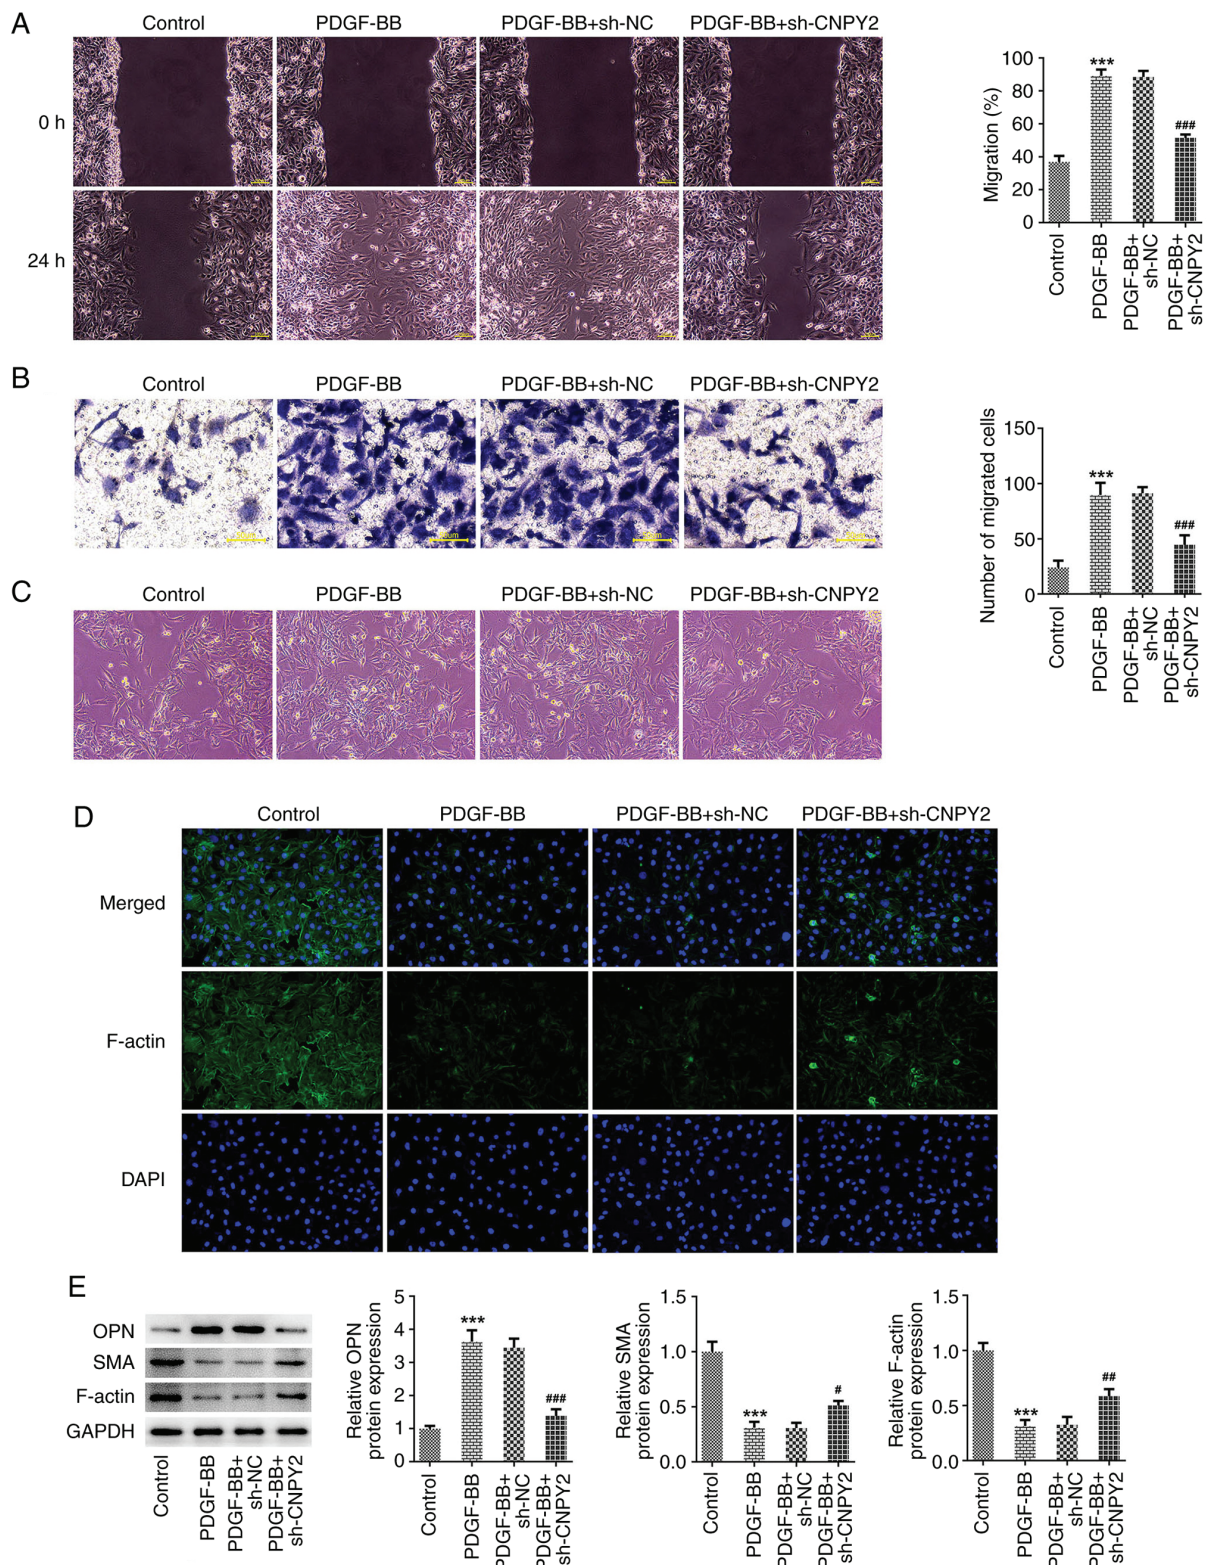 A
Control
PDGF-BB
PDGF-BB+sh-NC
PDGF-BB+sh-CNPY2
0 h
24 h
Migration (%)
100
80
60
40
20
0
***
###
Control
PDGF-BB
PDGF-BB+
sh-NC
PDGF-BB+
sh-CNPY2
B
Control
PDGF-BB
PDGF-BB+sh-NC
PDGF-BB+sh-CNPY2
Number of migrated cells
150
100
50
0
***
###
Control
PDGF-BB
PDGF-BB+
sh-NC
PDGF-BB+
sh-CNPY2
C
Control
PDGF-BB
PDGF-BB+sh-NC
PDGF-BB+sh-CNPY2
D
Control
PDGF-BB
PDGF-BB+sh-NC
PDGF-BB+sh-CNPY2
Merged
F-actin
DAPI
E
OPN
SMA
F-actin
GAPDH
Control
PDGF-BB
PDGF-BB+
sh-NC
PDGF-BB+
sh-CNPY2
Relative OPN
protein expression
5
4
3
2
1
0
***
###
Control
PDGF-BB
PDGF-BB+
sh-NC
PDGF-BB+
sh-CNPY2
Relative SMA
protein expression
1.5
1.0
0.5
0
***
#
Control
PDGF-BB
PDGF-BB+
sh-NC
PDGF-BB+
sh-CNPY2
Relative F-actin
protein expression
1.5
1.0
0.5
0
***
##
Control
PDGF-BB
PDGF-BB+
sh-NC
PDGF-BB+
sh-CNPY2